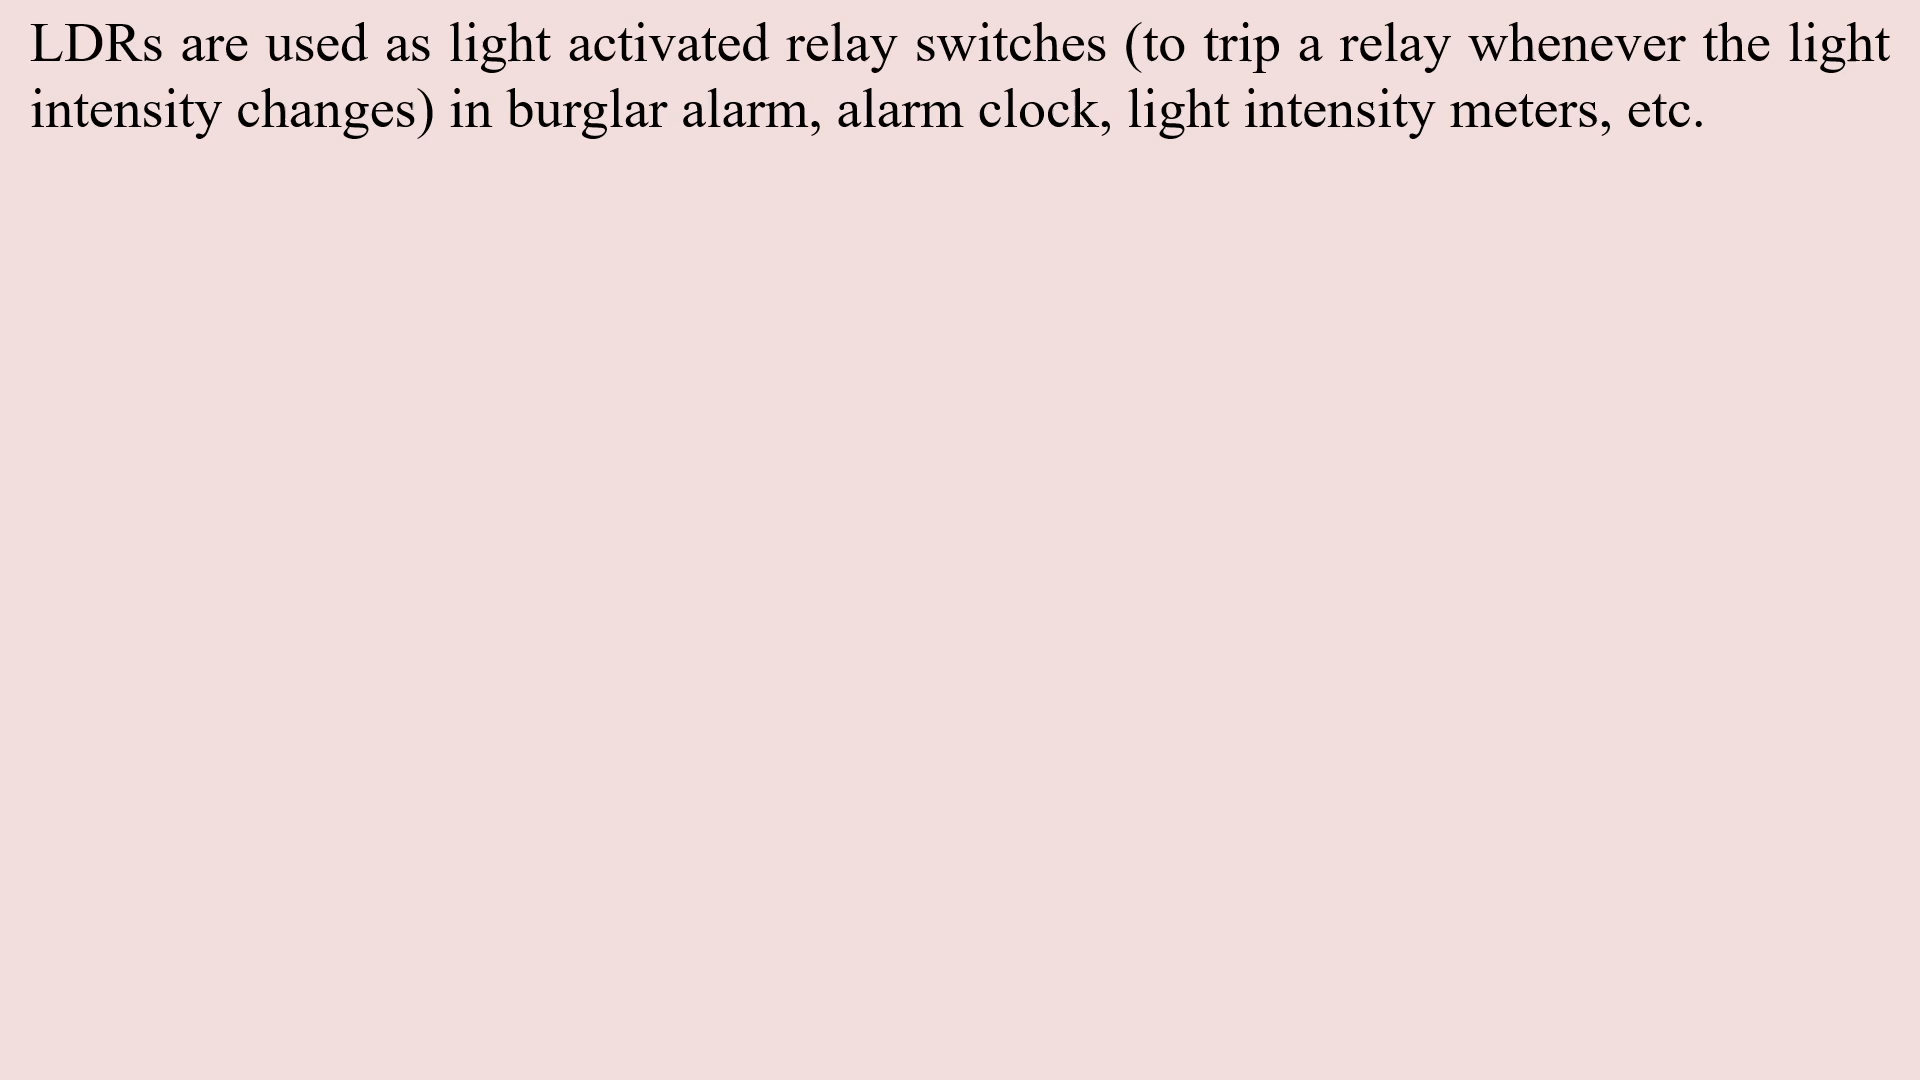 LDRs are used as light activated relay switches (to trip a relay whenever the light
intensity changes) in burglar alarm, alarm clock, light intensity meters, etc.